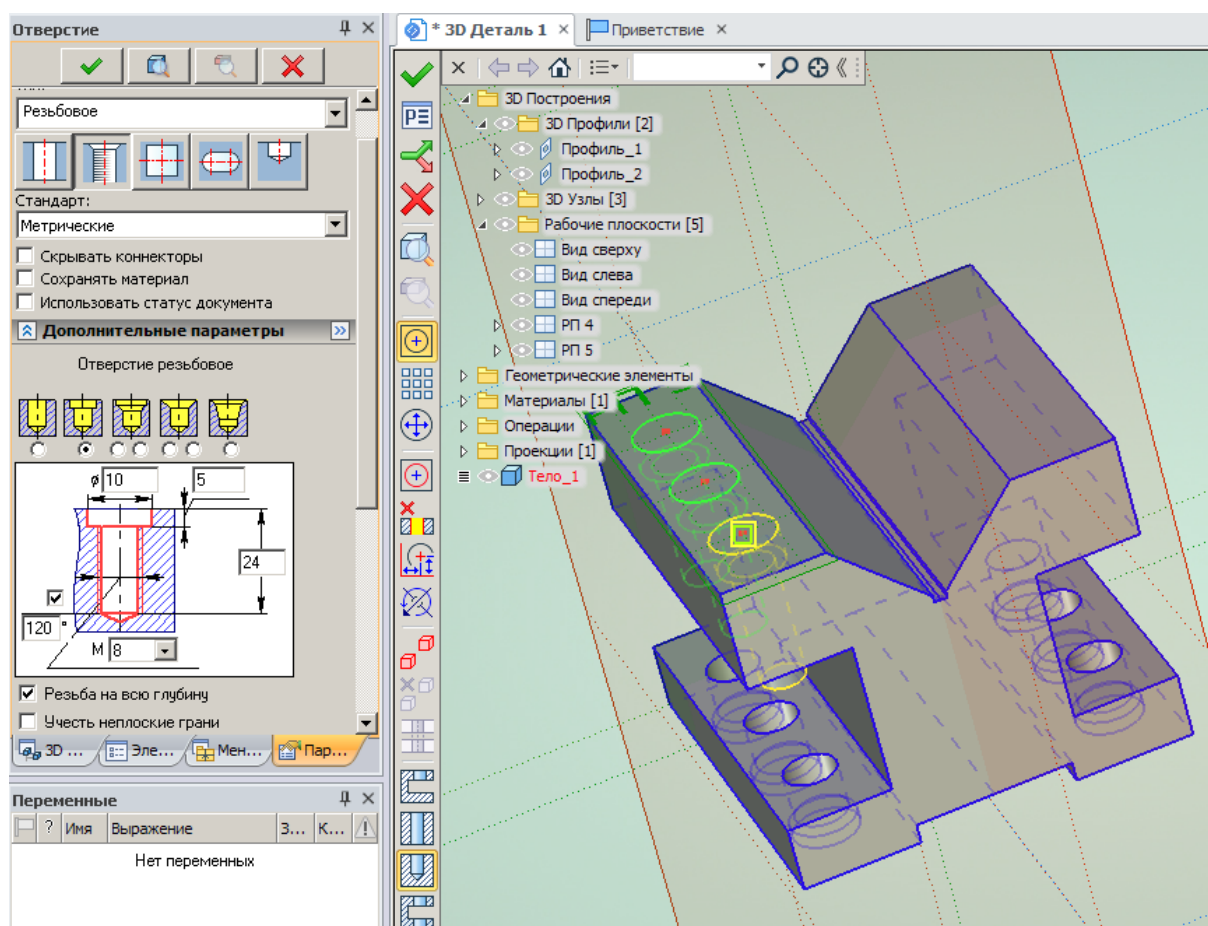 Отверстие
Резьбовое
Стандарт:
Метрические
Скрывать коннекторы
Сохранять материал
Использовать статус документа
Дополнительные параметры
Отверстие резьбовое
ø 10
5
24
120 °
М 8
Резьба на всю глубину
Учесть неплоские грани
3D ...
Эле...
Мен...
Пар...
Переменные
? Имя Выражение З... К...
Нет переменных
* 3D Деталь 1
Приветствие
3D Построения
3D Профили [2]
Профиль_1
Профиль_2
3D Узлы [3]
Рабочие плоскости [5]
Вид сверху
Вид слева
Вид спереди
РП 4
РП 5
Геометрические элементы
Материалы [1]
Операции
Проекции [1]
Тело_1